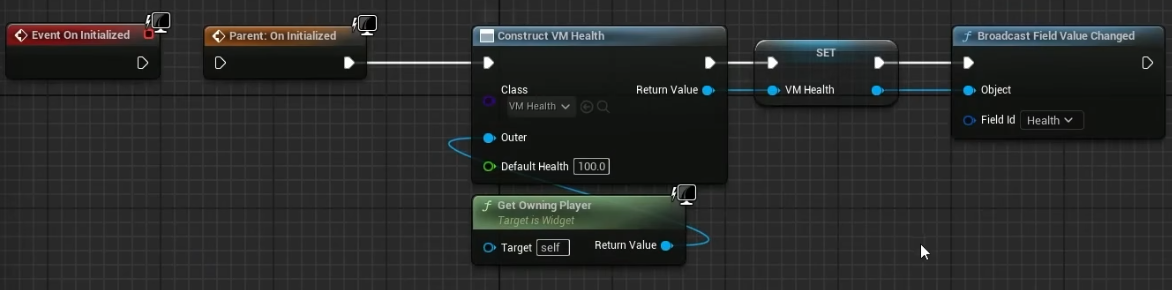 Event On Initialized
Parent: On Initialized
Construct VM Health
Class
VM Health
Return Value
Outer
Default Health 100.0
SET
VM Health
f Broadcast Field Value Changed
Object
Field Id Health
f Get Owning Player
Target is Widget
Target self
Return Value